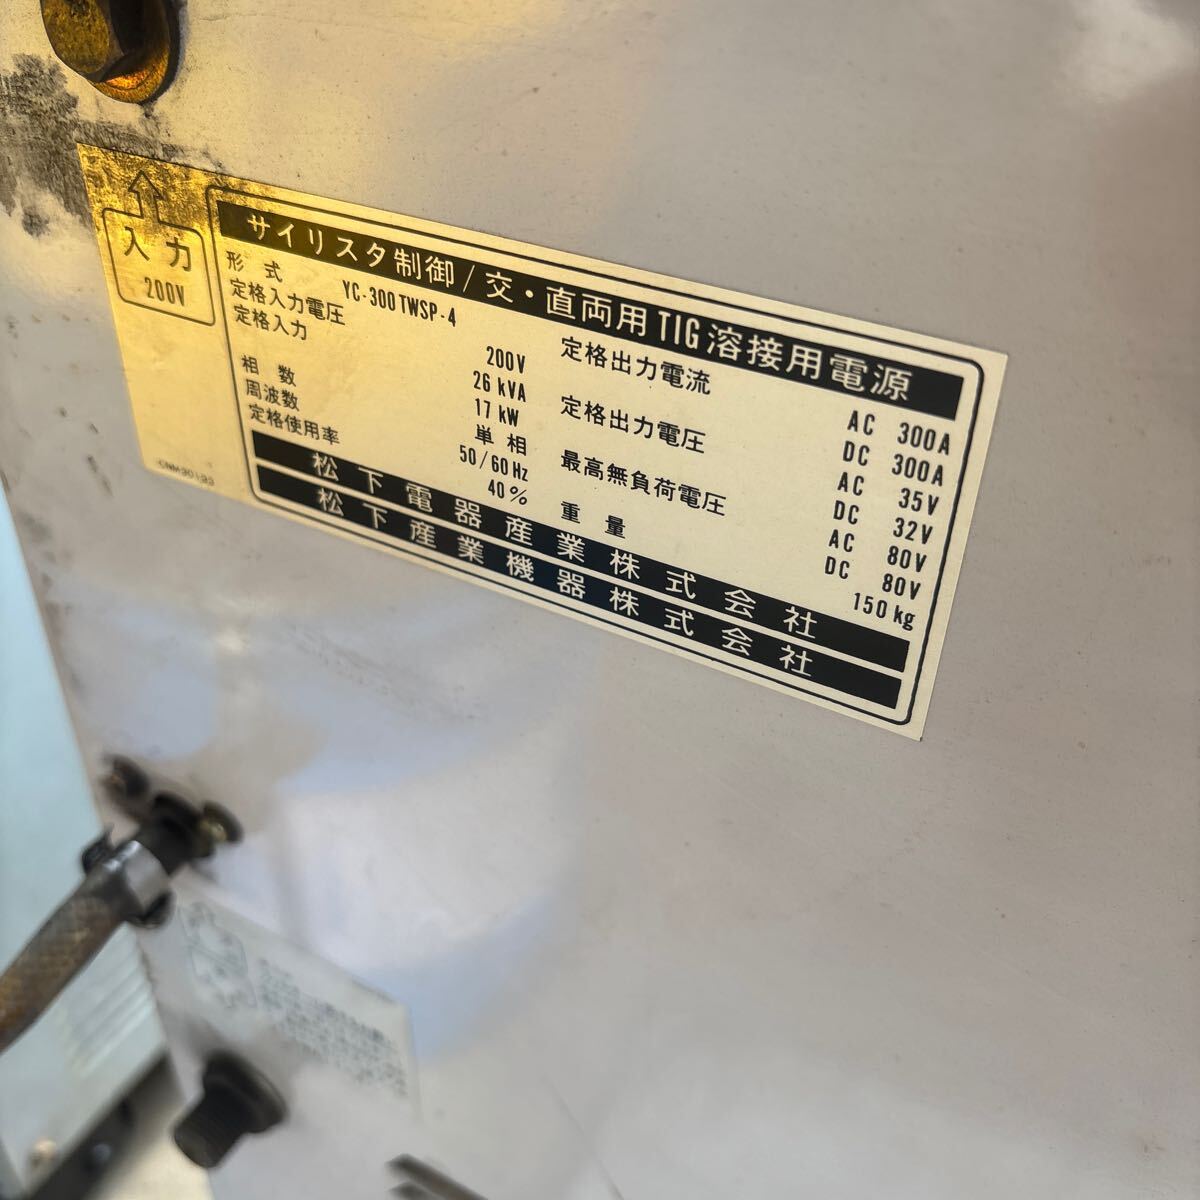 入力
200V
サイリスタ制御/交・直両用TIG溶接用電源
形式 YC-300TWSP-4
定格入力電圧 200V
定格入力 26kVA
17kW
相数 単相
周波数 50/60Hz
定格使用率 40%
定格出力電流 AC 300A
DC 300A
定格出力電圧 AC 35V
DC 32V
最高無負荷電圧 AC 80V
DC 80V
重量 150kg
松下電器産業株式会社
松下産業機器株式会社